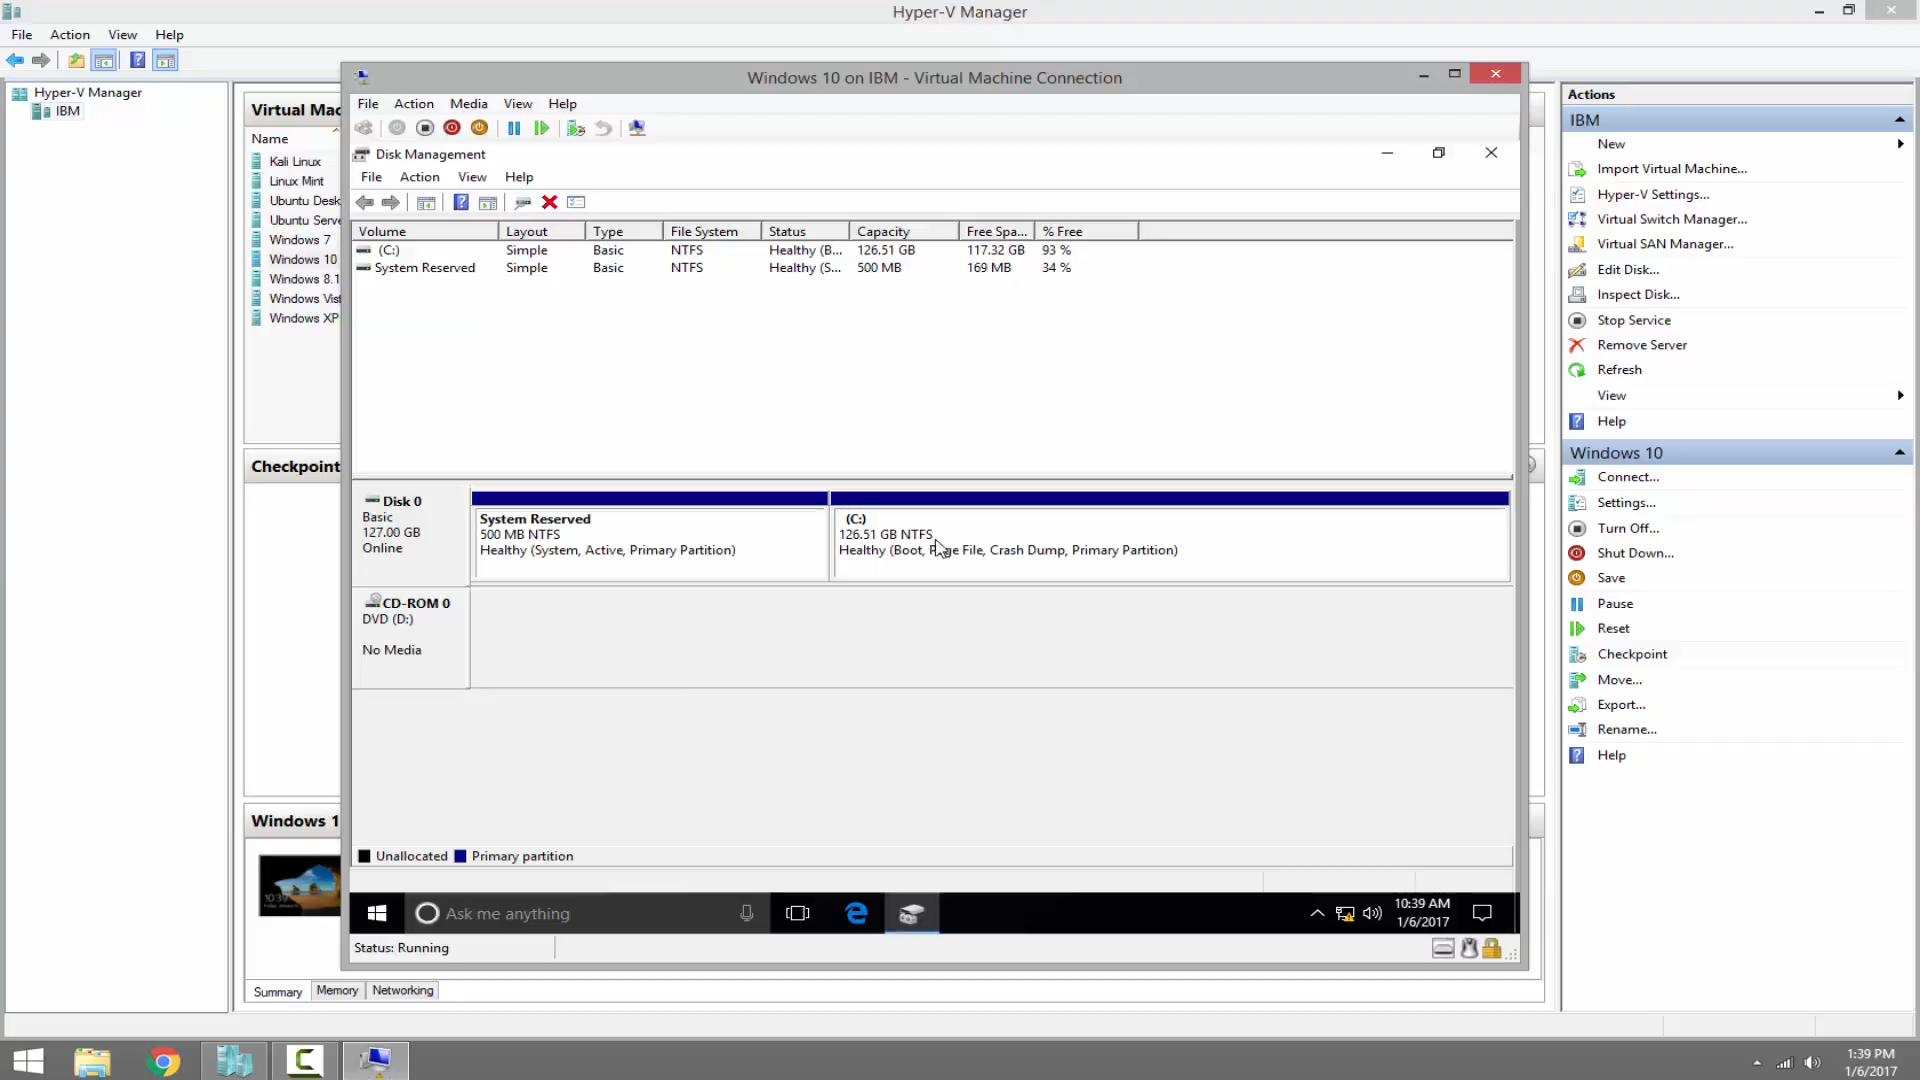 Hyper-V Manager
File Action View Help
Hyper-V Manager
IBM
Virtual Mac
Name
Kali Linux
Linux Mint
Ubuntu Desk
Ubuntu Serve
Windows 7
Windows 10
Windows 8.1
Windows Vist
Windows XP
Checkpoint
Windows 1
10:39
Summary Memory Networking
Windows 10 on IBM - Virtual Machine Connection
File Action Media View Help
Disk Management
File Action View Help
Volume Layout Type File System Status Capacity Free Spa... % Free
(C:) Simple Basic NTFS Healthy (B... 126.51 GB 117.32 GB 93 %
System Reserved Simple Basic NTFS Healthy (S... 500 MB 169 MB 34 %
Disk 0
Basic
127.00 GB
Online
System Reserved
500 MB NTFS
Healthy (System, Active, Primary Partition)
(C:)
126.51 GB NTFS
Healthy (Boot, Page File, Crash Dump, Primary Partition)
CD-ROM 0
DVD (D:)
No Media
Unallocated Primary partition
Ask me anything
10:39 AM
1/6/2017
Status: Running
Actions
IBM
New
Import Virtual Machine...
Hyper-V Settings...
Virtual Switch Manager...
Virtual SAN Manager...
Edit Disk...
Inspect Disk...
Stop Service
Remove Server
Refresh
View
Help
Windows 10
Connect...
Settings...
Turn Off...
Shut Down...
Save
Pause
Reset
Checkpoint
Move...
Export...
Rename...
Help
1:39 PM
1/6/2017